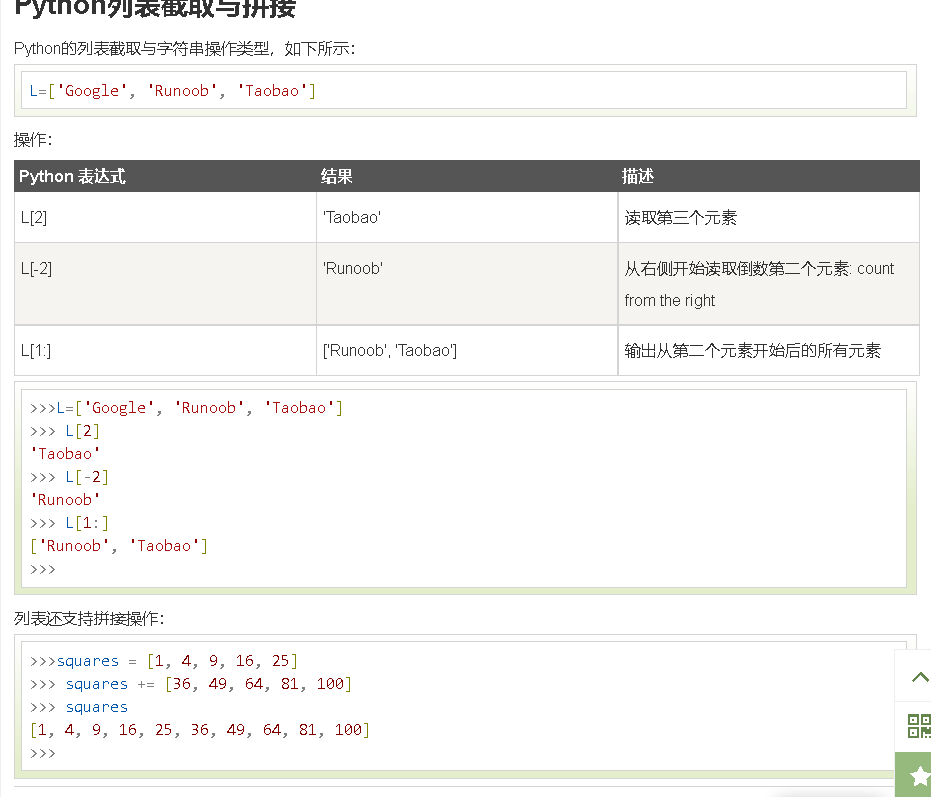 Python列表截取与拼接
Python的列表截取与字符串操作类型，如下所示：
L=['Google', 'Runoob', 'Taobao']
操作：
Python 表达式 结果 描述
L[2] 'Taobao' 读取第三个元素
L[-2] 'Runoob' 从右侧开始读取倒数第二个元素: count
from the right
L[1:] ['Runoob', 'Taobao'] 输出从第二个元素开始后的所有元素
>>>L=['Google', 'Runoob', 'Taobao']
>>> L[2]
'Taobao'
>>> L[-2]
'Runoob'
>>> L[1:]
['Runoob', 'Taobao']
>>>
列表还支持拼接操作：
>>>squares = [1, 4, 9, 16, 25]
>>> squares += [36, 49, 64, 81, 100]
>>> squares
[1, 4, 9, 16, 25, 36, 49, 64, 81, 100]
>>>